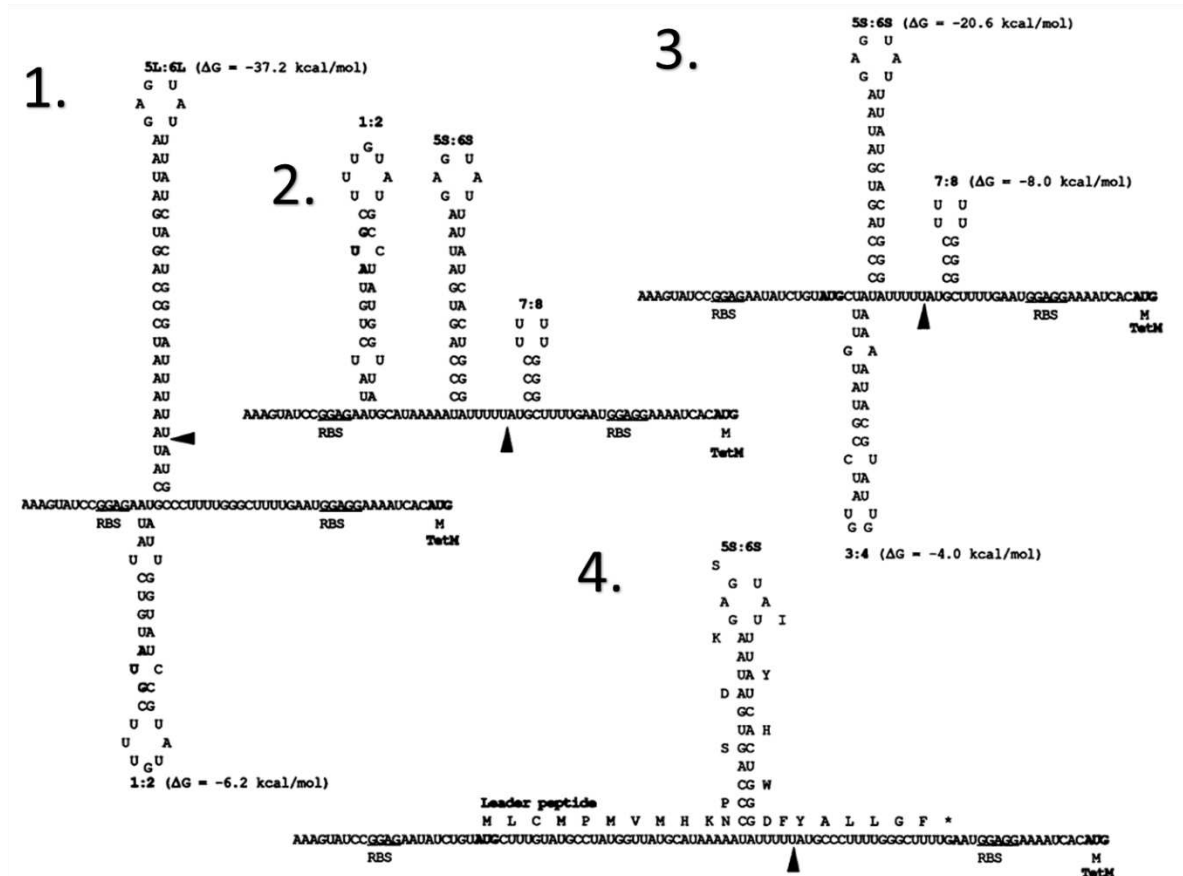 1.
5L:6L (ΔG = -37.2 kcal/mol)
G U
A A
G U
AU
AU
UA
AU
GC
UA
GC
AU
CG
CG
CG
UA
AU
AU
AU
AU
AU
UA
AU
CG
AAAGUAUCCGGAGAAUGCCCUUUUGGGCUUUUGAAUGGAGGAAAAUCACAUG
RBS RBS M
TetM
UA
AU
U U
CG
UG
GU
UA
AU
U C
GC
CG
U U
U A
U G U
1:2 (ΔG = -6.2 kcal/mol)
2.
1:2
G
U U
U A
U U
CG
GC
U C
AU
UA
GU
UG
CG
U U
AU
UA
5S:6S
G U
A A
G U
AU
AU
UA
AU
GC
UA
GC
AU
CG
CG
CG
7:8
U U
U U
CG
CG
CG
AAAGUAUCCGGAGAAUGCAUAAAAAUAUUUUUAUGCUUUUGAAUGGAGGAAAAUCACAUG
RBS RBS M
TetM
3.
5S:6S (ΔG = -20.6 kcal/mol)
G U
A A
G U
AU
AU
UA
AU
GC
UA
GC
AU
CG
CG
CG
7:8 (ΔG = -8.0 kcal/mol)
U U
U U
CG
CG
CG
AAAGUAUCCGGAGAAUAUCUGUAUGCUAUAUUUUUAUGCUUUUGAAUGGAGGAAAAUCACAUG
RBS RBS M
TetM
UA
UA
G A
UA
AU
UA
GC
CG
C U
UA
AU
U U
GG
3:4 (ΔG = -4.0 kcal/mol)
4.
5S:6S
S
G U
A A
G U I
K AU
AU
UA Y
D AU
GC
UA H
S GC
AU
CG W
P CG
Leader peptide
M L C M P M V M H K N CG D F Y A L L G F *
AAAGUAUCCGGAGAAUAUCUGUAUGCUUUGUAUGCCUAUGGUUAUGCAUAAAAAUAUUUUUAUGCCCUUUUGGGCUUUUGAAUGGAGGAAAAUCACAUG
RBS RBS M
TetM